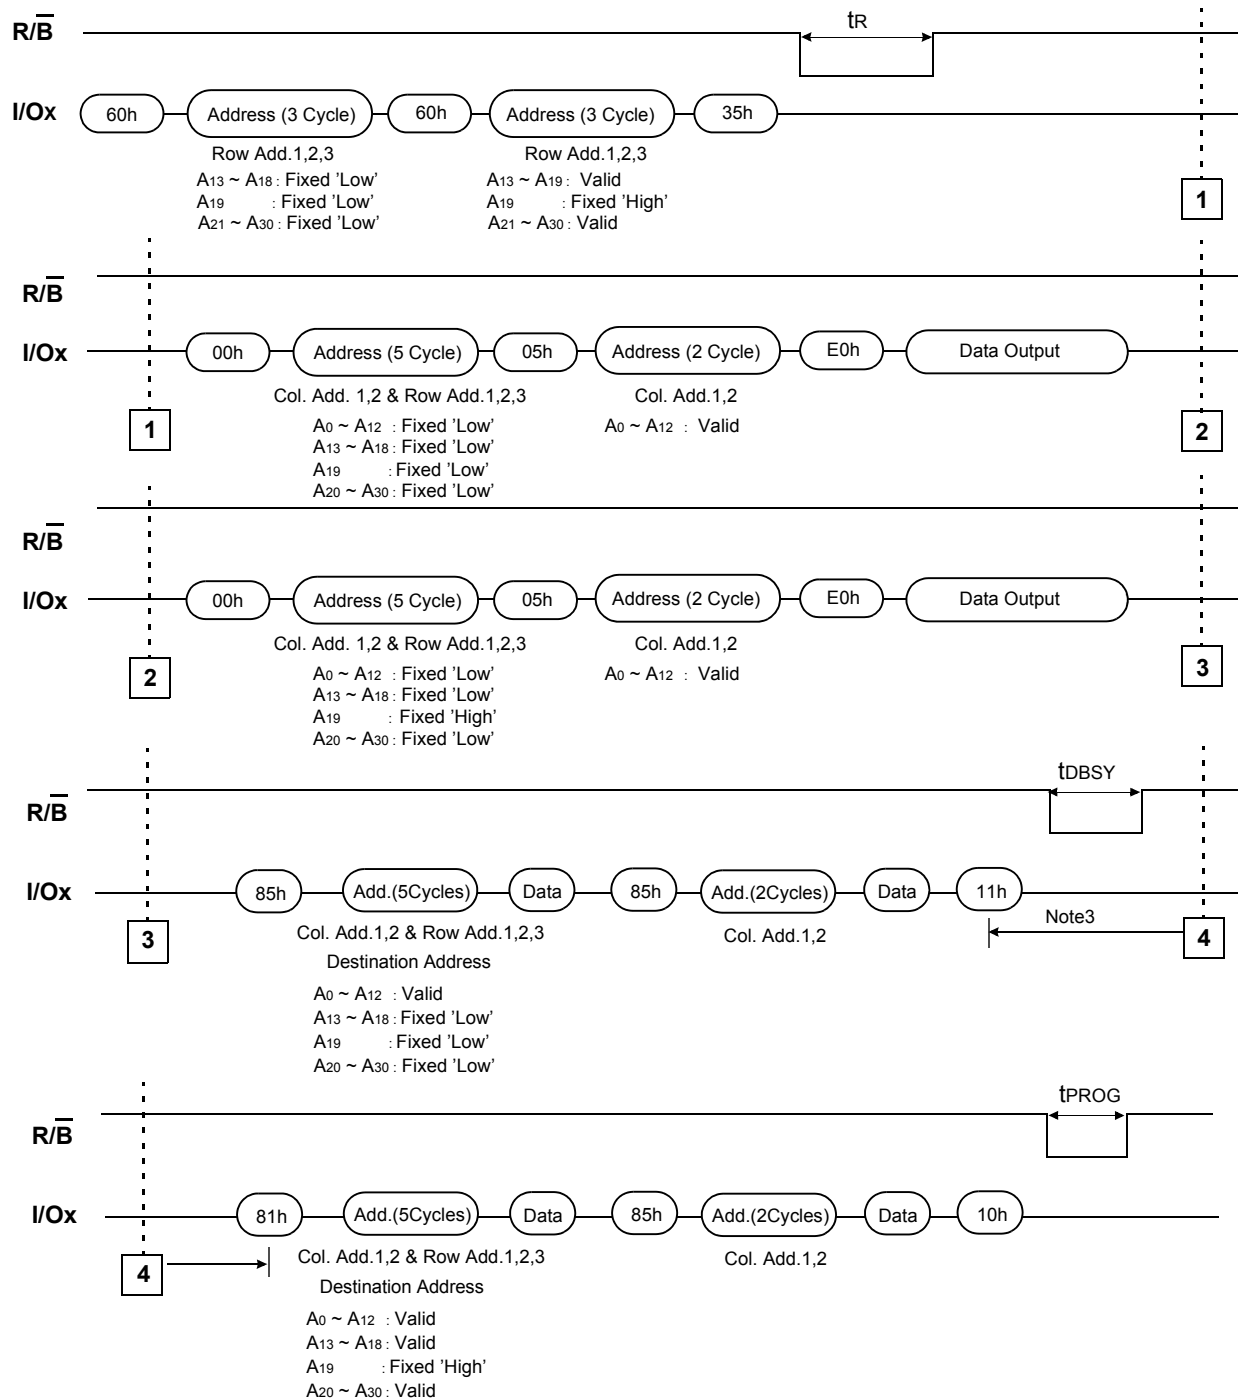 R/B tR
I/Ox 60h Address (3 Cycle) 60h Address (3 Cycle) 35h
Row Add.1,2,3 Row Add.1,2,3
A13 ~ A18 : Fixed 'Low' A13 ~ A19 : Valid
A19 : Fixed 'Low' A19 : Fixed 'High'
A21 ~ A30 : Fixed 'Low' A21 ~ A30 : Valid
1
R/B
I/Ox 00h Address (5 Cycle) 05h Address (2 Cycle) E0h Data Output
Col. Add. 1,2 & Row Add.1,2,3 Col. Add.1,2
A0 ~ A12 : Fixed 'Low' A0 ~ A12 : Valid
A13 ~ A18 : Fixed 'Low'
A19 : Fixed 'Low'
A20 ~ A30 : Fixed 'Low'
1 2
R/B
I/Ox 00h Address (5 Cycle) 05h Address (2 Cycle) E0h Data Output
Col. Add. 1,2 & Row Add.1,2,3 Col. Add.1,2
A0 ~ A12 : Fixed 'Low' A0 ~ A12 : Valid
A13 ~ A18 : Fixed 'Low'
A19 : Fixed 'High'
A20 ~ A30 : Fixed 'Low'
2 3
R/B tDBSY
I/Ox 85h Add.(5Cycles) Data 85h Add.(2Cycles) Data 11h
Note3
Col. Add.1,2 & Row Add.1,2,3 Col. Add.1,2
Destination Address
A0 ~ A12 : Valid
A13 ~ A18 : Fixed 'Low'
A19 : Fixed 'Low'
A20 ~ A30 : Fixed 'Low'
3 4
R/B tPROG
I/Ox 81h Add.(5Cycles) Data 85h Add.(2Cycles) Data 10h
Col. Add.1,2 & Row Add.1,2,3 Col. Add.1,2
4
Destination Address
A0 ~ A12 : Valid
A13 ~ A18 : Valid
A19 : Fixed 'High'
A20 ~ A30 : Valid